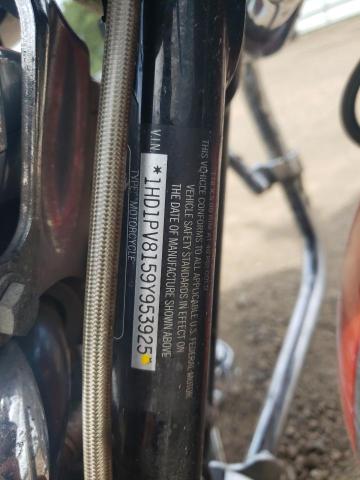 V.I.N.
*1HD1PV8159Y953925*
TYPE: MOTORCYCLE
THIS VEHICLE CONFORMS TO ALL APPLICABLE U.S. FEDERAL MOTOR
VEHICLE SAFETY STANDARDS IN EFFECT ON
THE DATE OF MANUFACTURE SHOWN ABOVE